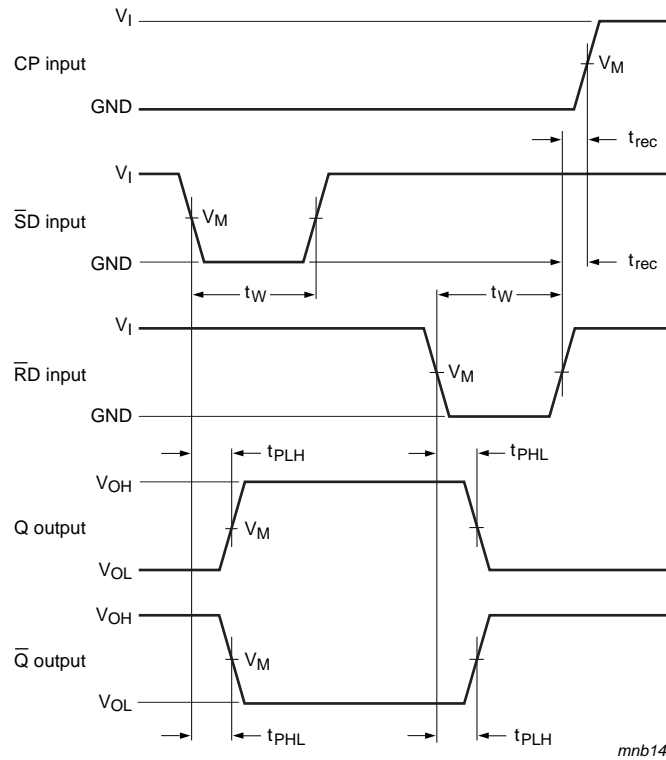 V_I
CP input
V_M
GND
t_rec
V_I
S̅D input
V_M
GND
t_rec
t_W
t_W
V_I
R̅D input
V_M
GND
t_PLH
t_PHL
V_OH
Q output
V_M
V_OL
V_OH
Q̅ output
V_M
V_OL
t_PHL
t_PLH
mnb14